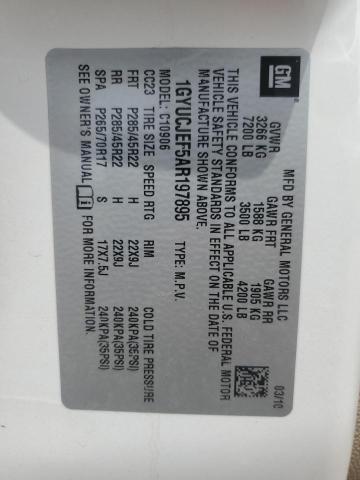 GM
MFD BY GENERAL MOTORS LLC
03/10
GVWR GAWR FRT GAWR RR
3266 KG 1588 KG 1905 KG
7200 LB 3500 LB 4200 LB
THIS VEHICLE CONFORMS TO ALL APPLICABLE U.S. FEDERAL MOTOR
VEHICLE SAFETY STANDARDS IN EFFECT ON THE DATE OF
MANUFACTURE SHOWN ABOVE.
1GYUCJEF5AR197895 TYPE: M.P.V.
MODEL: C10906
CC23 TIRE SIZE SPEED RTG RIM COLD TIRE PRESSURE
FRT P285/45R22 H 22X9J 240KPA(35PSI)
RR P285/45R22 H 22X9J 240KPA(35PSI)
SPA P265/70R17 S 17X7.5J 240KPA(35PSI)
SEE OWNER'S MANUAL